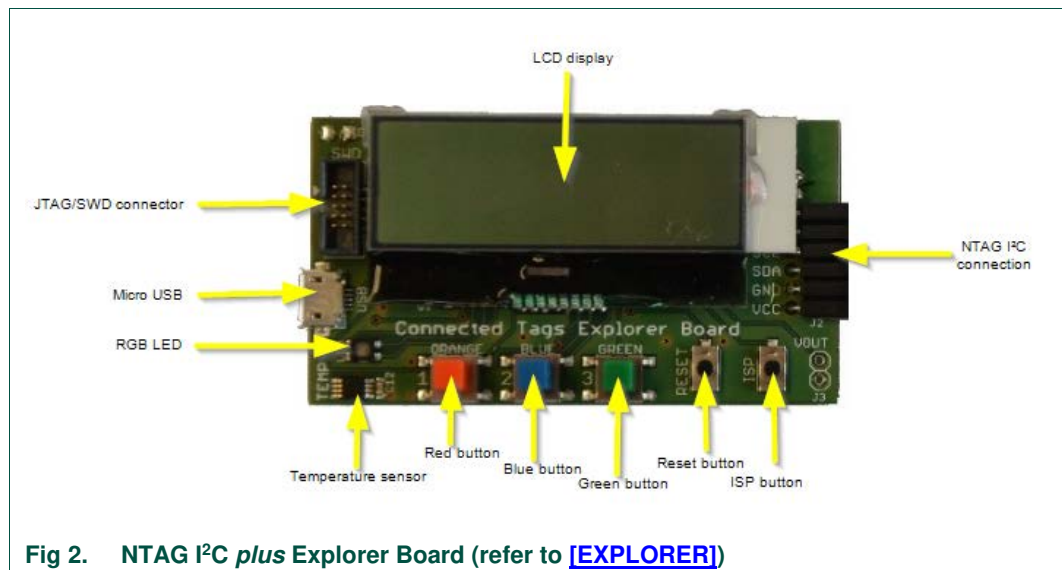 LCD display
SWD
JTAG/SWD connector
NTAG I²C
connection
SDA
GND
VCC
Micro USB
USB
J2
Connected Tags Explorer Board
VOUT
RGB LED
ORANGE
BLUE
GREEN
1
2
3
RESET
ISP
TEMP
J3
Red button
Blue button
Reset button
Temperature sensor
Green button
ISP button
Fig 2. NTAG I²C plus Explorer Board (refer to [EXPLORER])